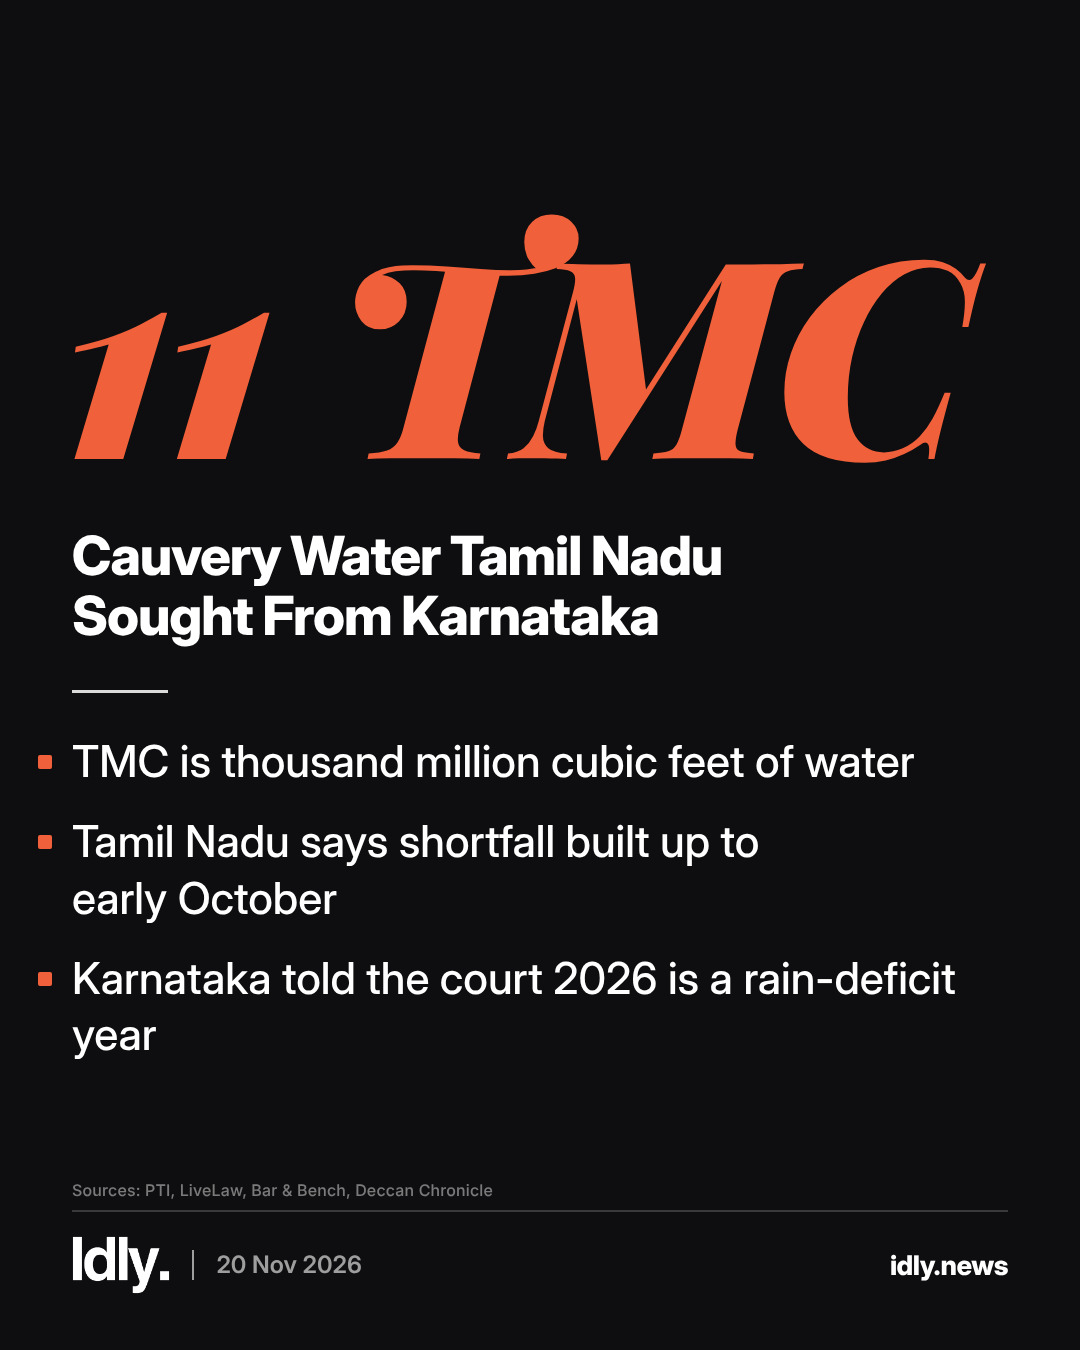 11 TMC
Cauvery Water Tamil Nadu
Sought From Karnataka
TMC is thousand million cubic feet of water
Tamil Nadu says shortfall built up to
early October
Karnataka told the court 2026 is a rain-deficit
year
Sources: PTI, LiveLaw, Bar & Bench, Deccan Chronicle
Idly. | 20 Nov 2026
idly.news